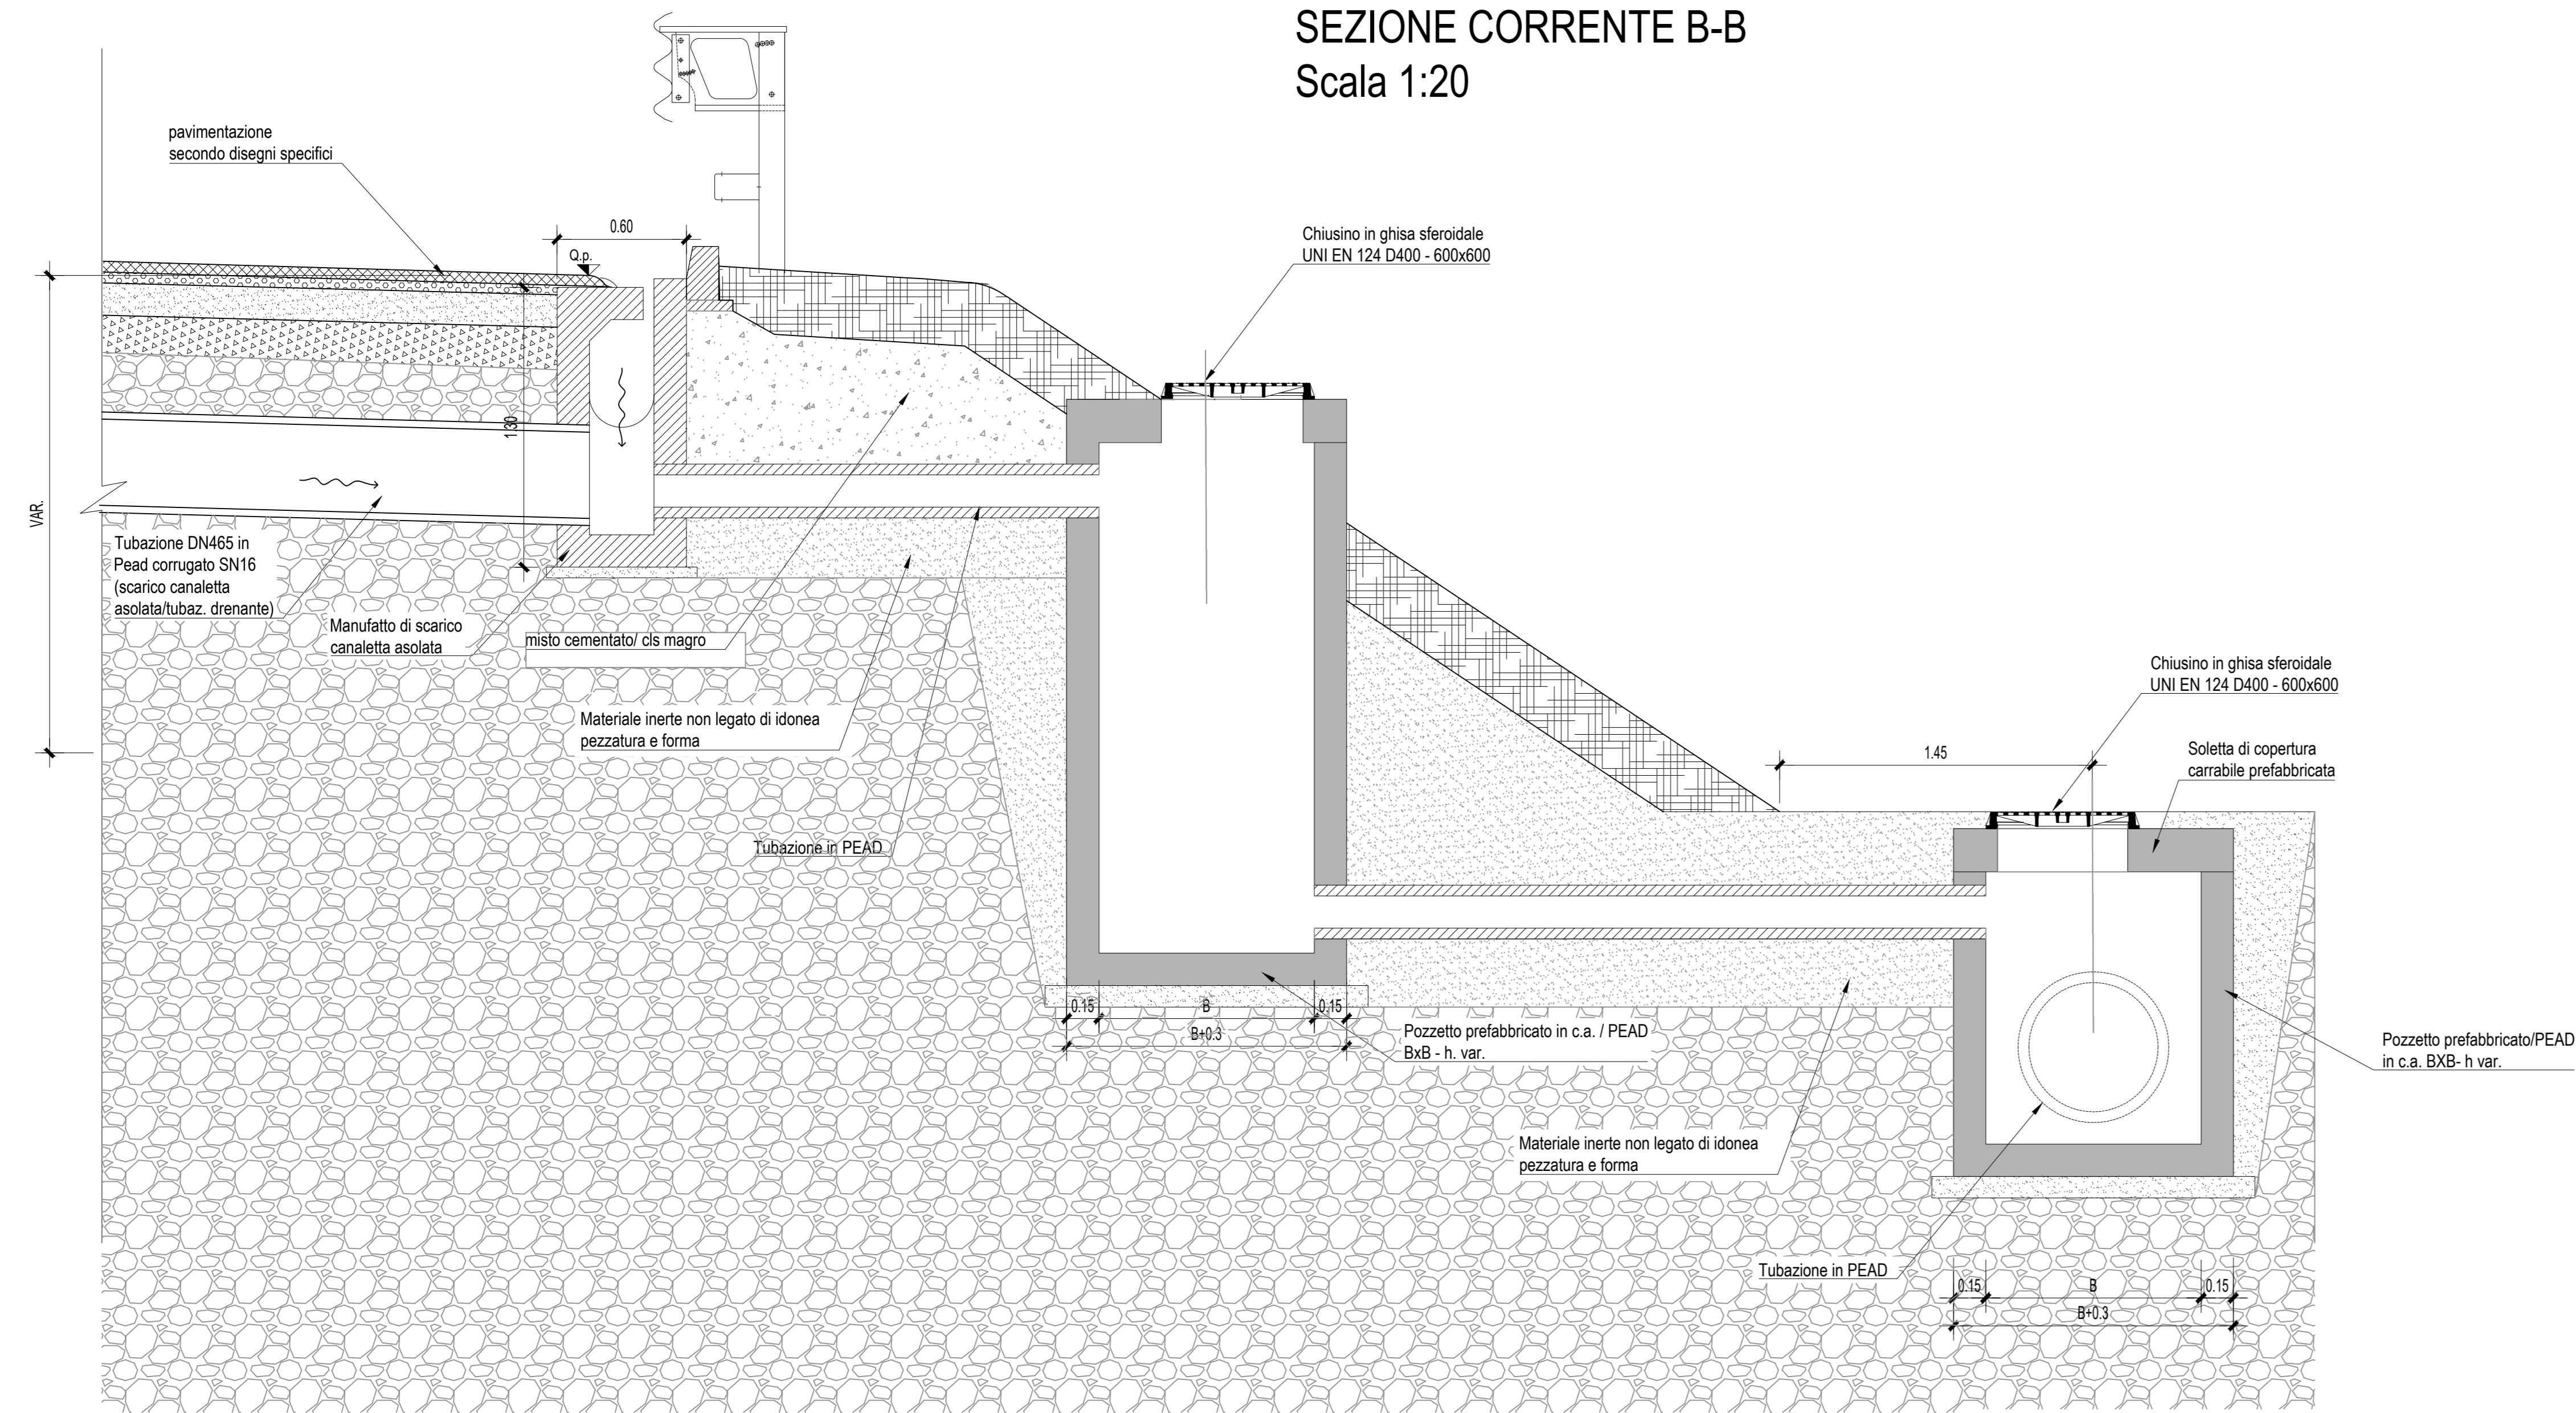 SEZIONE CORRENTE B-B
Scala 1:20
pavimentazione
secondo disegni specifici
0.60
Q.p.
Chiusino in ghisa sferoidale
UNI EN 124 D400 - 600x600
1.30
VAR.
Tubazione DN465 in
Pead corrugato SN16
(scarico canaletta
asolata/tubaz. drenante)
Manufatto di scarico
canaletta asolata
misto cementato/ cls magro
Materiale inerte non legato di idonea
pezzatura e forma
Tubazione in PEAD
Chiusino in ghisa sferoidale
UNI EN 124 D400 - 600x600
1.45
Soletta di copertura
carrabile prefabbricata
0.15
B
0.15
B+0.3
Pozzetto prefabbricato in c.a. / PEAD
BxB - h. var.
Pozzetto prefabbricato/PEAD
in c.a. BXB- h var.
Materiale inerte non legato di idonea
pezzatura e forma
Tubazione in PEAD
0.15
B
0.15
B+0.3